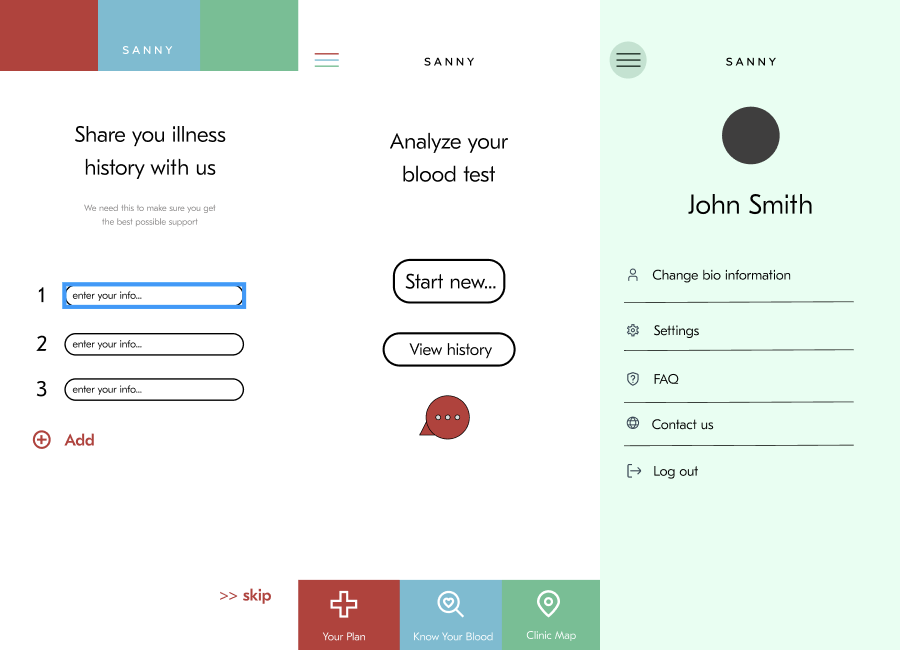 SANNY
Share you illness
history with us
We need this to make sure you get
the best possible support
1 enter your info...
2 enter your info...
3 enter your info...
Add
>> skip
SANNY
Analyze your
blood test
Start new...
View history
Your Plan
Know Your Blood
Clinic Map
SANNY
John Smith
Change bio information
Settings
FAQ
Contact us
Log out